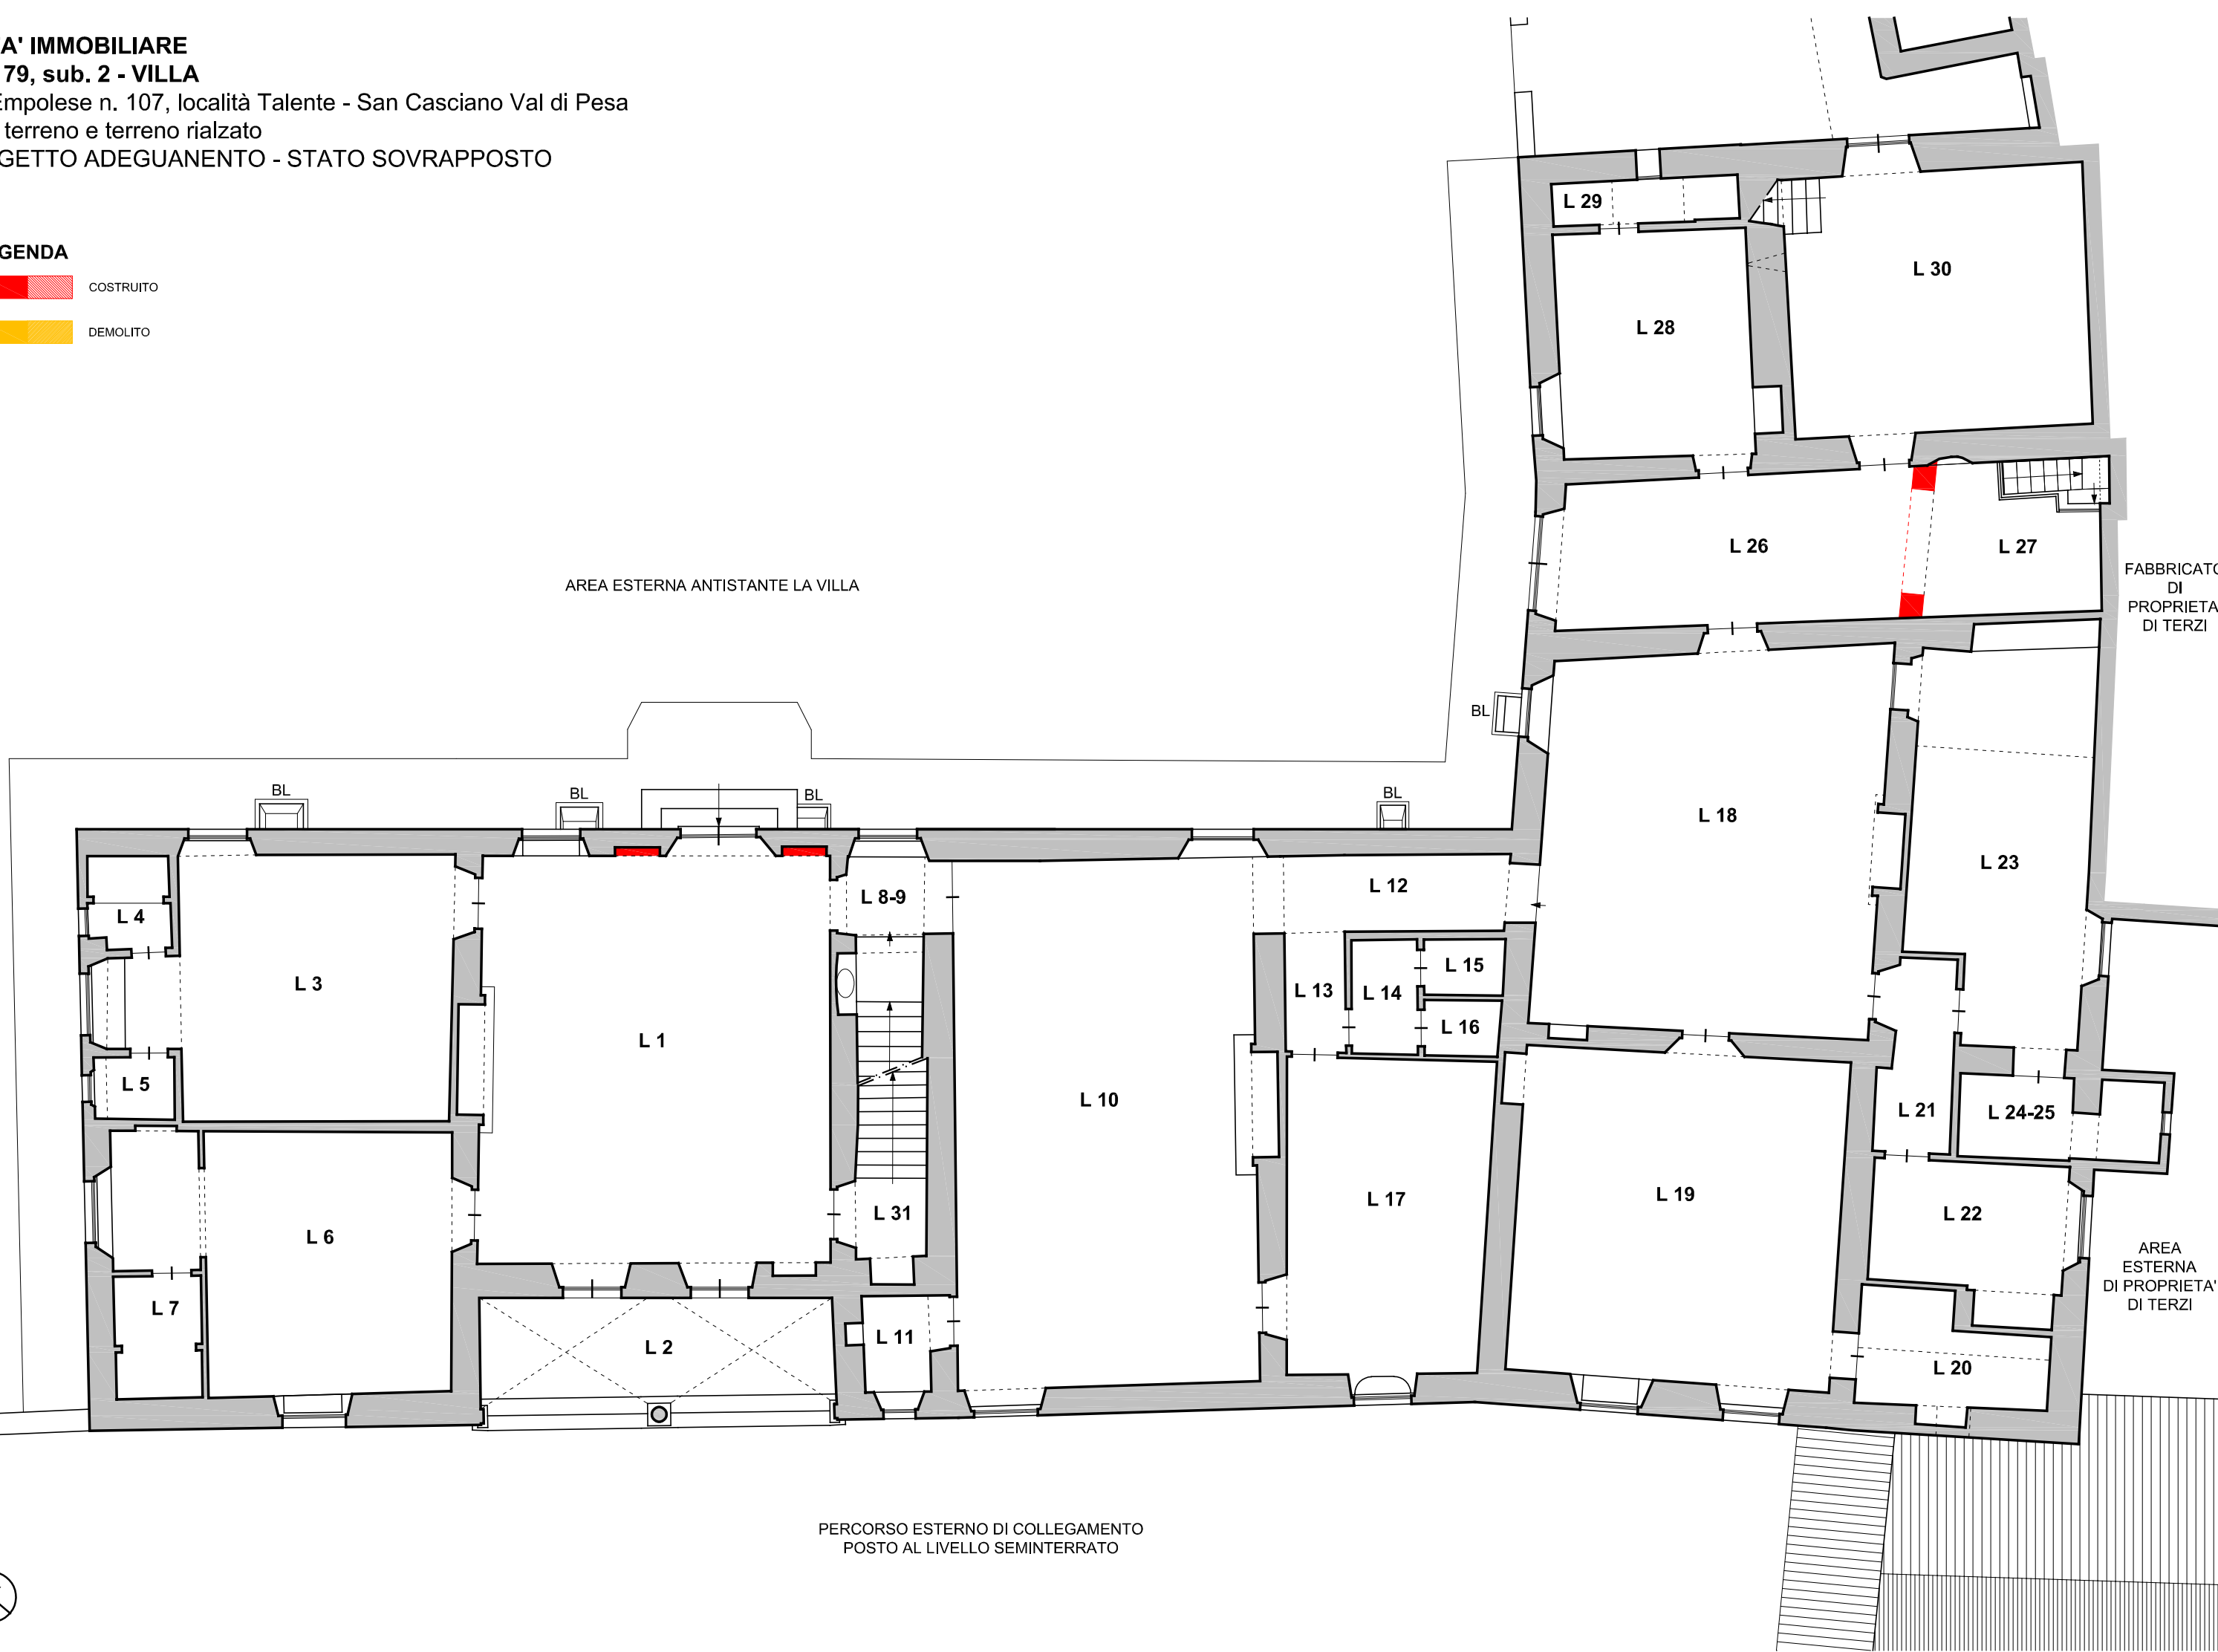 A' IMMOBILIARE
79, sub. 2 - VILLA
Empolese n. 107, località Talente - San Casciano Val di Pesa
terreno e terreno rialzato
GETTO ADEGUANENTO - STATO SOVRAPPOSTO
GENDA
COSTRUITO
DEMOLITO
L 29
L 30
L 28
L 26
L 27
FABBRICATO
DI
PROPRIETA
DI TERZI
AREA ESTERNA ANTISTANTE LA VILLA
BL
BL
BL
BL
BL
L 18
L 23
L 12
L 8-9
L 4
L 3
L 13
L 14
L 15
L 16
L 1
L 5
L 10
L 21
L 24-25
L 17
L 19
L 22
L 31
L 6
L 7
L 2
L 11
L 20
AREA
ESTERNA
DI PROPRIETA'
DI TERZI
PERCORSO ESTERNO DI COLLEGAMENTO
POSTO AL LIVELLO SEMINTERRATO